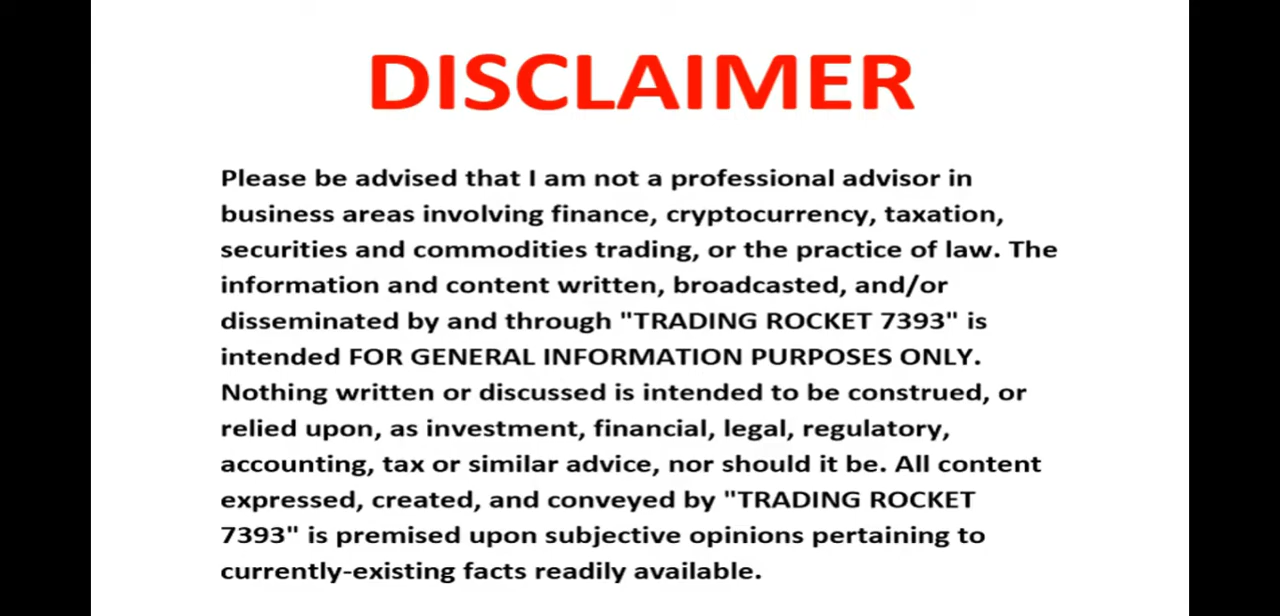 DISCLAIMER
Please be advised that I am not a professional advisor in
business areas involving finance, cryptocurrency, taxation,
securities and commodities trading, or the practice of law. The
information and content written, broadcasted, and/or
disseminated by and through "TRADING ROCKET 7393" is
intended FOR GENERAL INFORMATION PURPOSES ONLY.
Nothing written or discussed is intended to be construed, or
relied upon, as investment, financial, legal, regulatory,
accounting, tax or similar advice, nor should it be. All content
expressed, created, and conveyed by "TRADING ROCKET
7393" is premised upon subjective opinions pertaining to
currently-existing facts readily available.